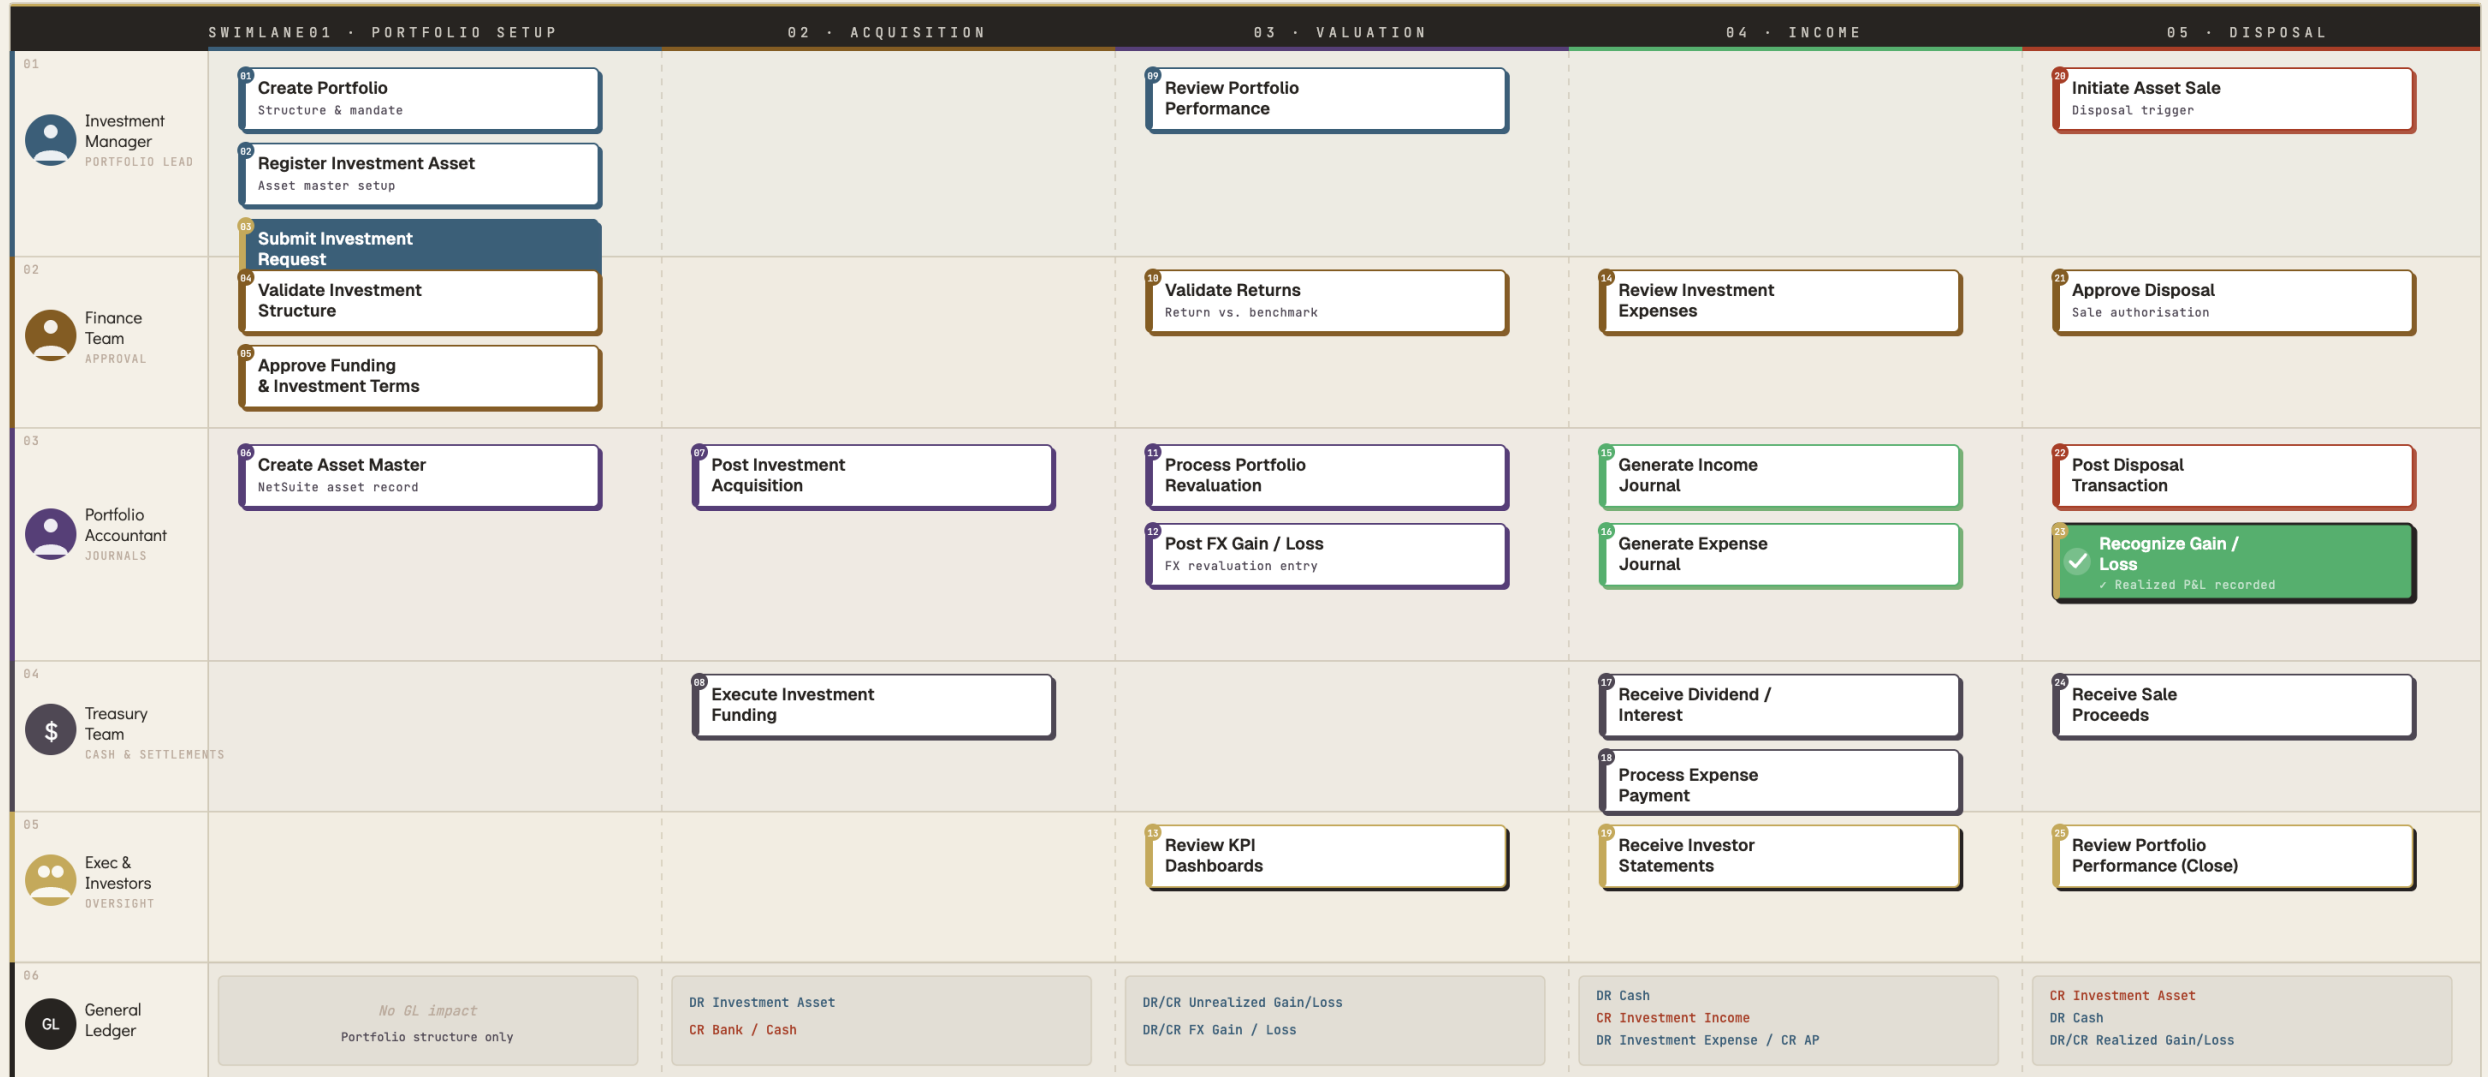 SWIMLANE
01 · PORTFOLIO SETUP
02 · ACQUISITION
03 · VALUATION
04 · INCOME
05 · DISPOSAL
01
Investment
Manager
PORTFOLIO LEAD
01
Create Portfolio
Structure & mandate
02
Register Investment Asset
Asset master setup
03
Submit Investment
Request
09
Review Portfolio
Performance
20
Initiate Asset Sale
Disposal trigger
02
Finance
Team
APPROVAL
04
Validate Investment
Structure
05
Approve Funding
& Investment Terms
10
Validate Returns
Return vs. benchmark
14
Review Investment
Expenses
21
Approve Disposal
Sale authorisation
03
Portfolio
Accountant
JOURNALS
06
Create Asset Master
NetSuite asset record
07
Post Investment
Acquisition
11
Process Portfolio
Revaluation
12
Post FX Gain / Loss
FX revaluation entry
15
Generate Income
Journal
16
Generate Expense
Journal
22
Post Disposal
Transaction
23
Recognize Gain /
Loss
✓ Realized P&L recorded
04
$
Treasury
Team
CASH & SETTLEMENTS
08
Execute Investment
Funding
17
Receive Dividend /
Interest
18
Process Expense
Payment
24
Receive Sale
Proceeds
05
Exec &
Investors
OVERSIGHT
13
Review KPI
Dashboards
19
Receive Investor
Statements
25
Review Portfolio
Performance (Close)
06
GL
General
Ledger
No GL impact
Portfolio structure only
DR Investment Asset
CR Bank / Cash
DR/CR Unrealized Gain/Loss
DR/CR FX Gain / Loss
DR Cash
CR Investment Income
DR Investment Expense / CR AP
CR Investment Asset
DR Cash
DR/CR Realized Gain/Loss